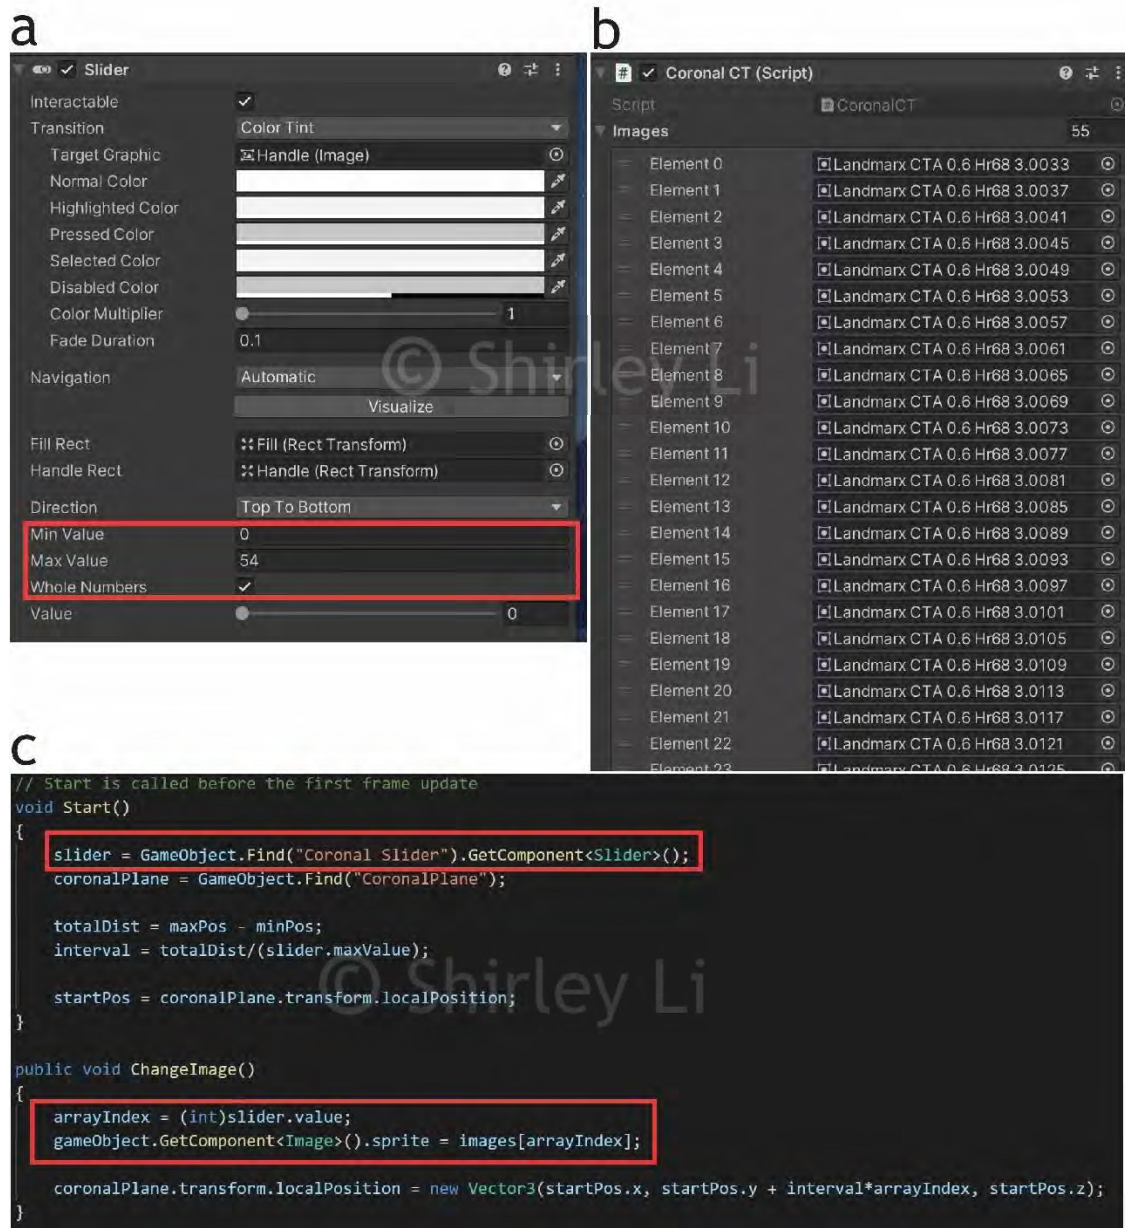 a
Slider
Interactable
Transition Color Tint
Target Graphic Handle (Image)
Normal Color
Highlighted Color
Pressed Color
Selected Color
Disabled Color
Color Multiplier 1
Fade Duration 0.1
Navigation Automatic
Visualize
Fill Rect Fill (Rect Transform)
Handle Rect Handle (Rect Transform)
Direction Top To Bottom
Min Value 0
Max Value 54
Whole Numbers
Value 0
b
# Coronal CT (Script)
Script CoronalCT
Images 55
Element 0 Landmarx CTA 0.6 Hr68 3.0033
Element 1 Landmarx CTA 0.6 Hr68 3.0037
Element 2 Landmarx CTA 0.6 Hr68 3.0041
Element 3 Landmarx CTA 0.6 Hr68 3.0045
Element 4 Landmarx CTA 0.6 Hr68 3.0049
Element 5 Landmarx CTA 0.6 Hr68 3.0053
Element 6 Landmarx CTA 0.6 Hr68 3.0057
Element 7 Landmarx CTA 0.6 Hr68 3.0061
Element 8 Landmarx CTA 0.6 Hr68 3.0065
Element 9 Landmarx CTA 0.6 Hr68 3.0069
Element 10 Landmarx CTA 0.6 Hr68 3.0073
Element 11 Landmarx CTA 0.6 Hr68 3.0077
Element 12 Landmarx CTA 0.6 Hr68 3.0081
Element 13 Landmarx CTA 0.6 Hr68 3.0085
Element 14 Landmarx CTA 0.6 Hr68 3.0089
Element 15 Landmarx CTA 0.6 Hr68 3.0093
Element 16 Landmarx CTA 0.6 Hr68 3.0097
Element 17 Landmarx CTA 0.6 Hr68 3.0101
Element 18 Landmarx CTA 0.6 Hr68 3.0105
Element 19 Landmarx CTA 0.6 Hr68 3.0109
Element 20 Landmarx CTA 0.6 Hr68 3.0113
Element 21 Landmarx CTA 0.6 Hr68 3.0117
Element 22 Landmarx CTA 0.6 Hr68 3.0121
Element 23 Landmarx CTA 0.6 Hr68 3.0125
© Shirley Li
c
// Start is called before the first frame update
void Start()
{
slider = GameObject.Find("Coronal Slider").GetComponent<Slider>();
coronalPlane = GameObject.Find("CoronalPlane");
totalDist = maxPos - minPos;
interval = totalDist/(slider.maxValue);
startPos = coronalPlane.transform.localPosition;
}
© Shirley Li
public void ChangeImage()
{
arrayIndex = (int)slider.value;
gameObject.GetComponent<Image>().sprite = images[arrayIndex];
coronalPlane.transform.localPosition = new Vector3(startPos.x, startPos.y + interval*arrayIndex, startPos.z);
}